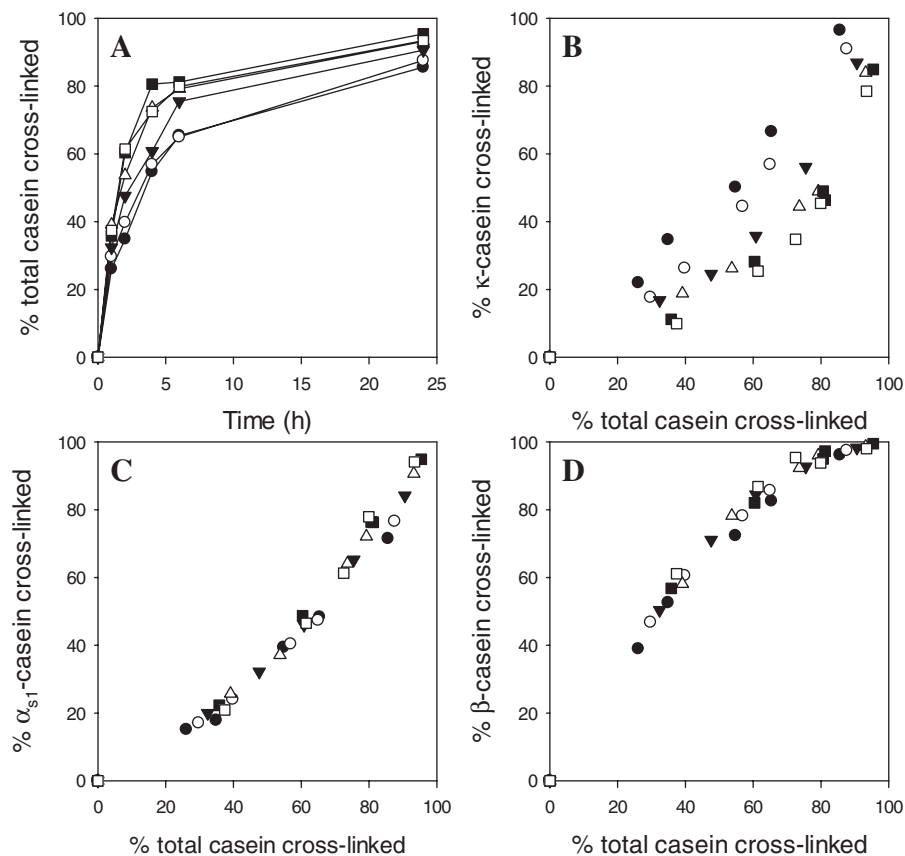 A
% total casein cross-linked
100
80
60
40
20
0
0 5 10 15 20 25
Time (h)
B
% κ-casein cross-linked
100
80
60
40
20
0
0 20 40 60 80 100
% total casein cross-linked
C
% αs1-casein cross-linked
100
80
60
40
20
0
0 20 40 60 80 100
% total casein cross-linked
D
% β-casein cross-linked
100
80
60
40
20
0
0 20 40 60 80 100
% total casein cross-linked